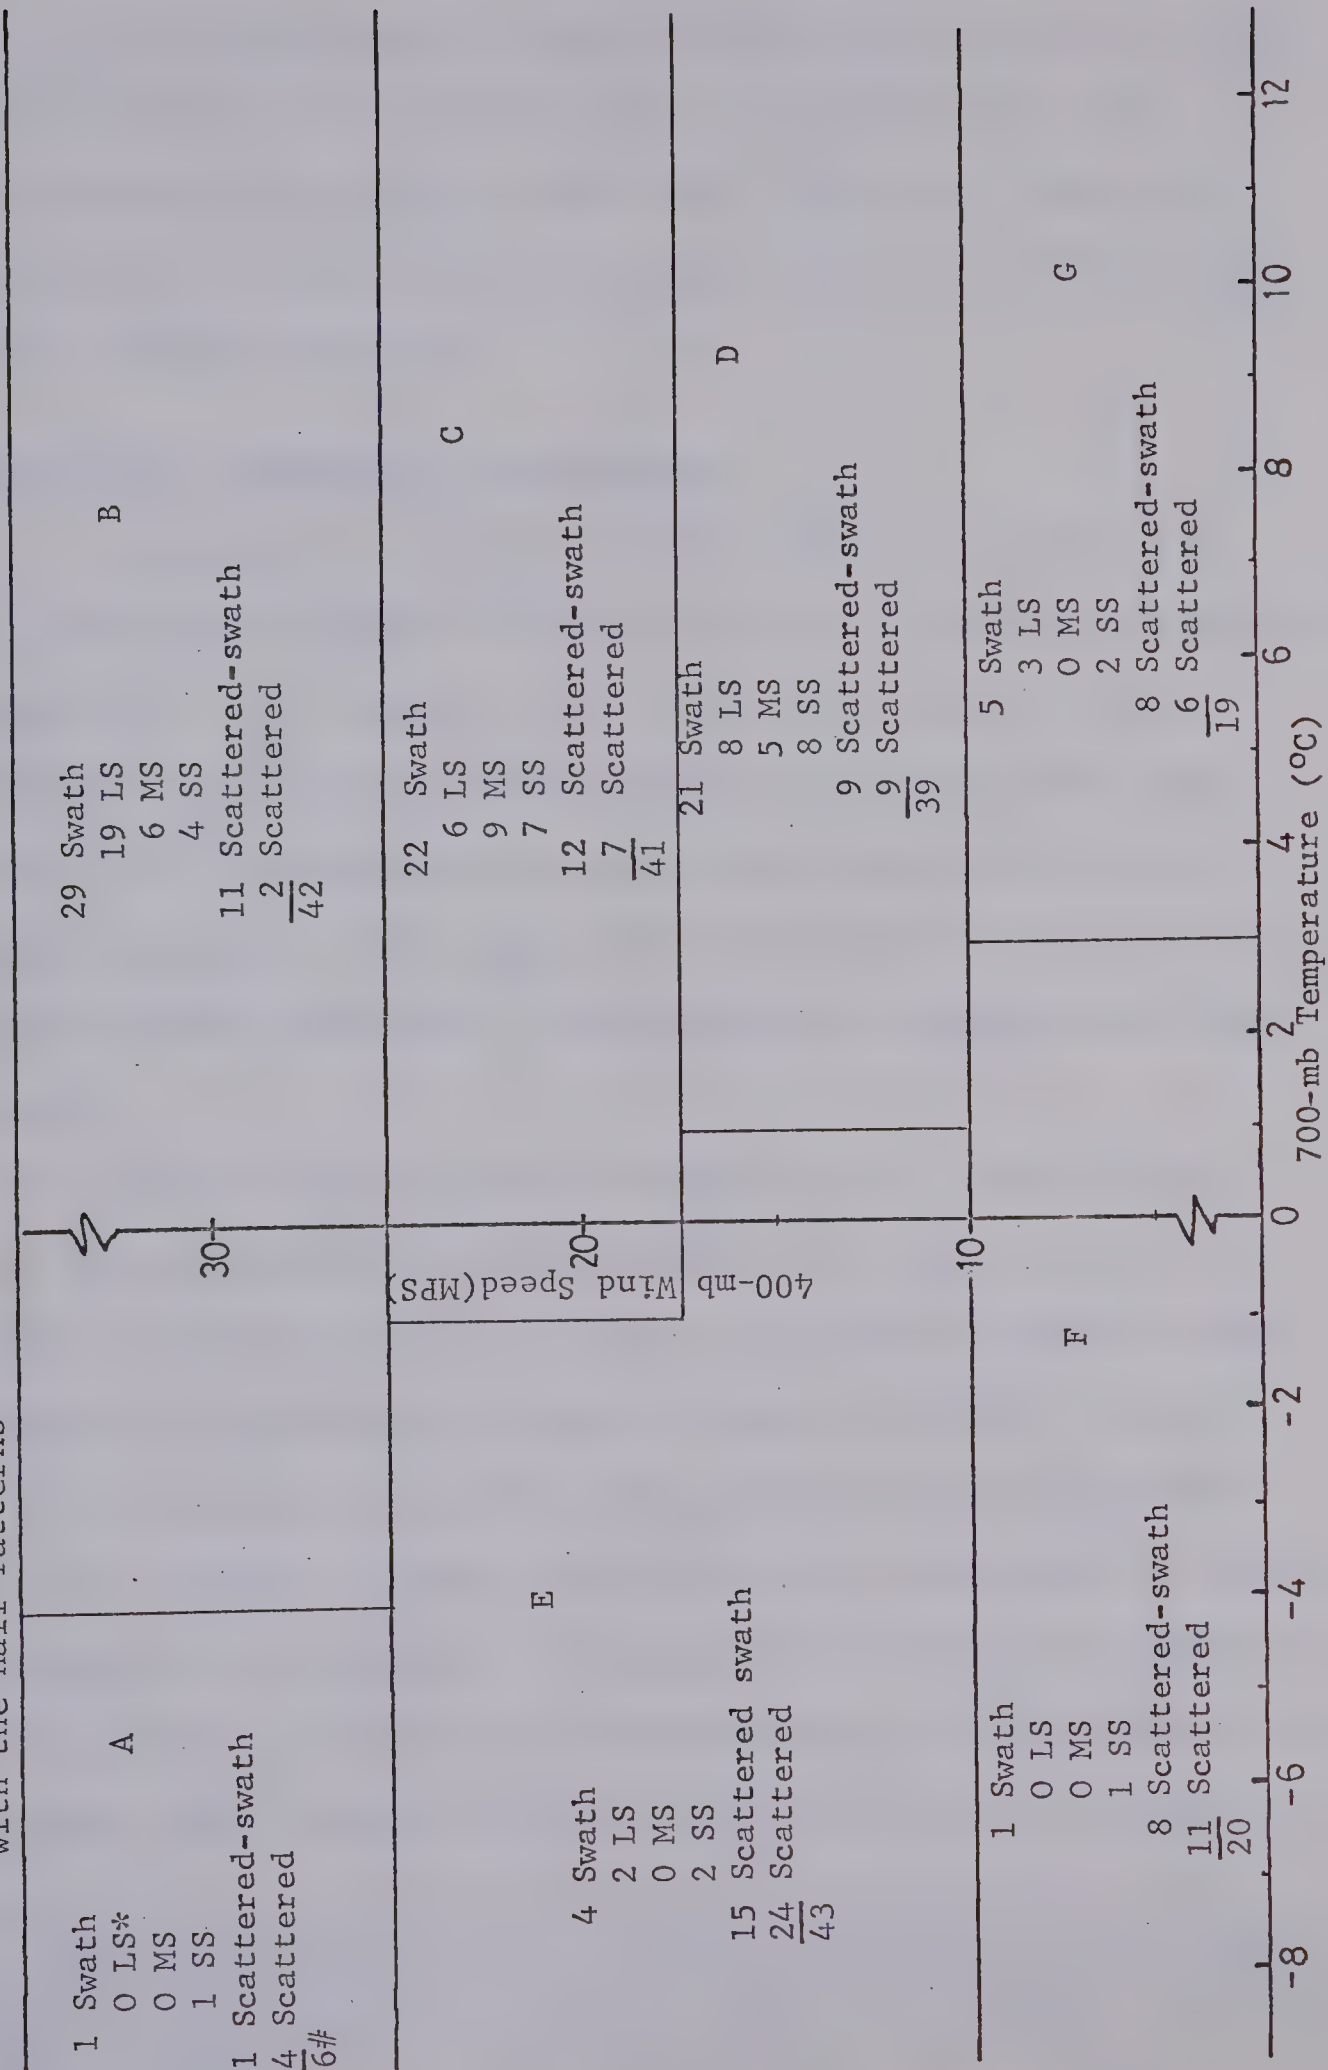 with the Hail Patterns
1 Swath
0 LS*
0 MS
1 SS
1 Scattered-swath
4 Scattered
6#
A
29 Swath
19 LS
6 MS
4 SS
11 Scattered-swath
2 Scattered
42
B
30
22 Swath
6 LS
9 MS
7 SS
12 Scattered-swath
7 Scattered
41
C
20
400-mb Wind Speed(MPS)
4 Swath
2 LS
0 MS
2 SS
15 Scattered swath
24 Scattered
43
E
21 Swath
8 LS
5 MS
8 SS
9 Scattered-swath
9 Scattered
39
D
10
1 Swath
0 LS
0 MS
1 SS
8 Scattered-swath
11 Scattered
20
F
5 Swath
3 LS
0 MS
2 SS
8 Scattered-swath
6 Scattered
19
G
-8 -6 -4 -2 0 2 4 6 8 10 12
700-mb Temperature (°C)